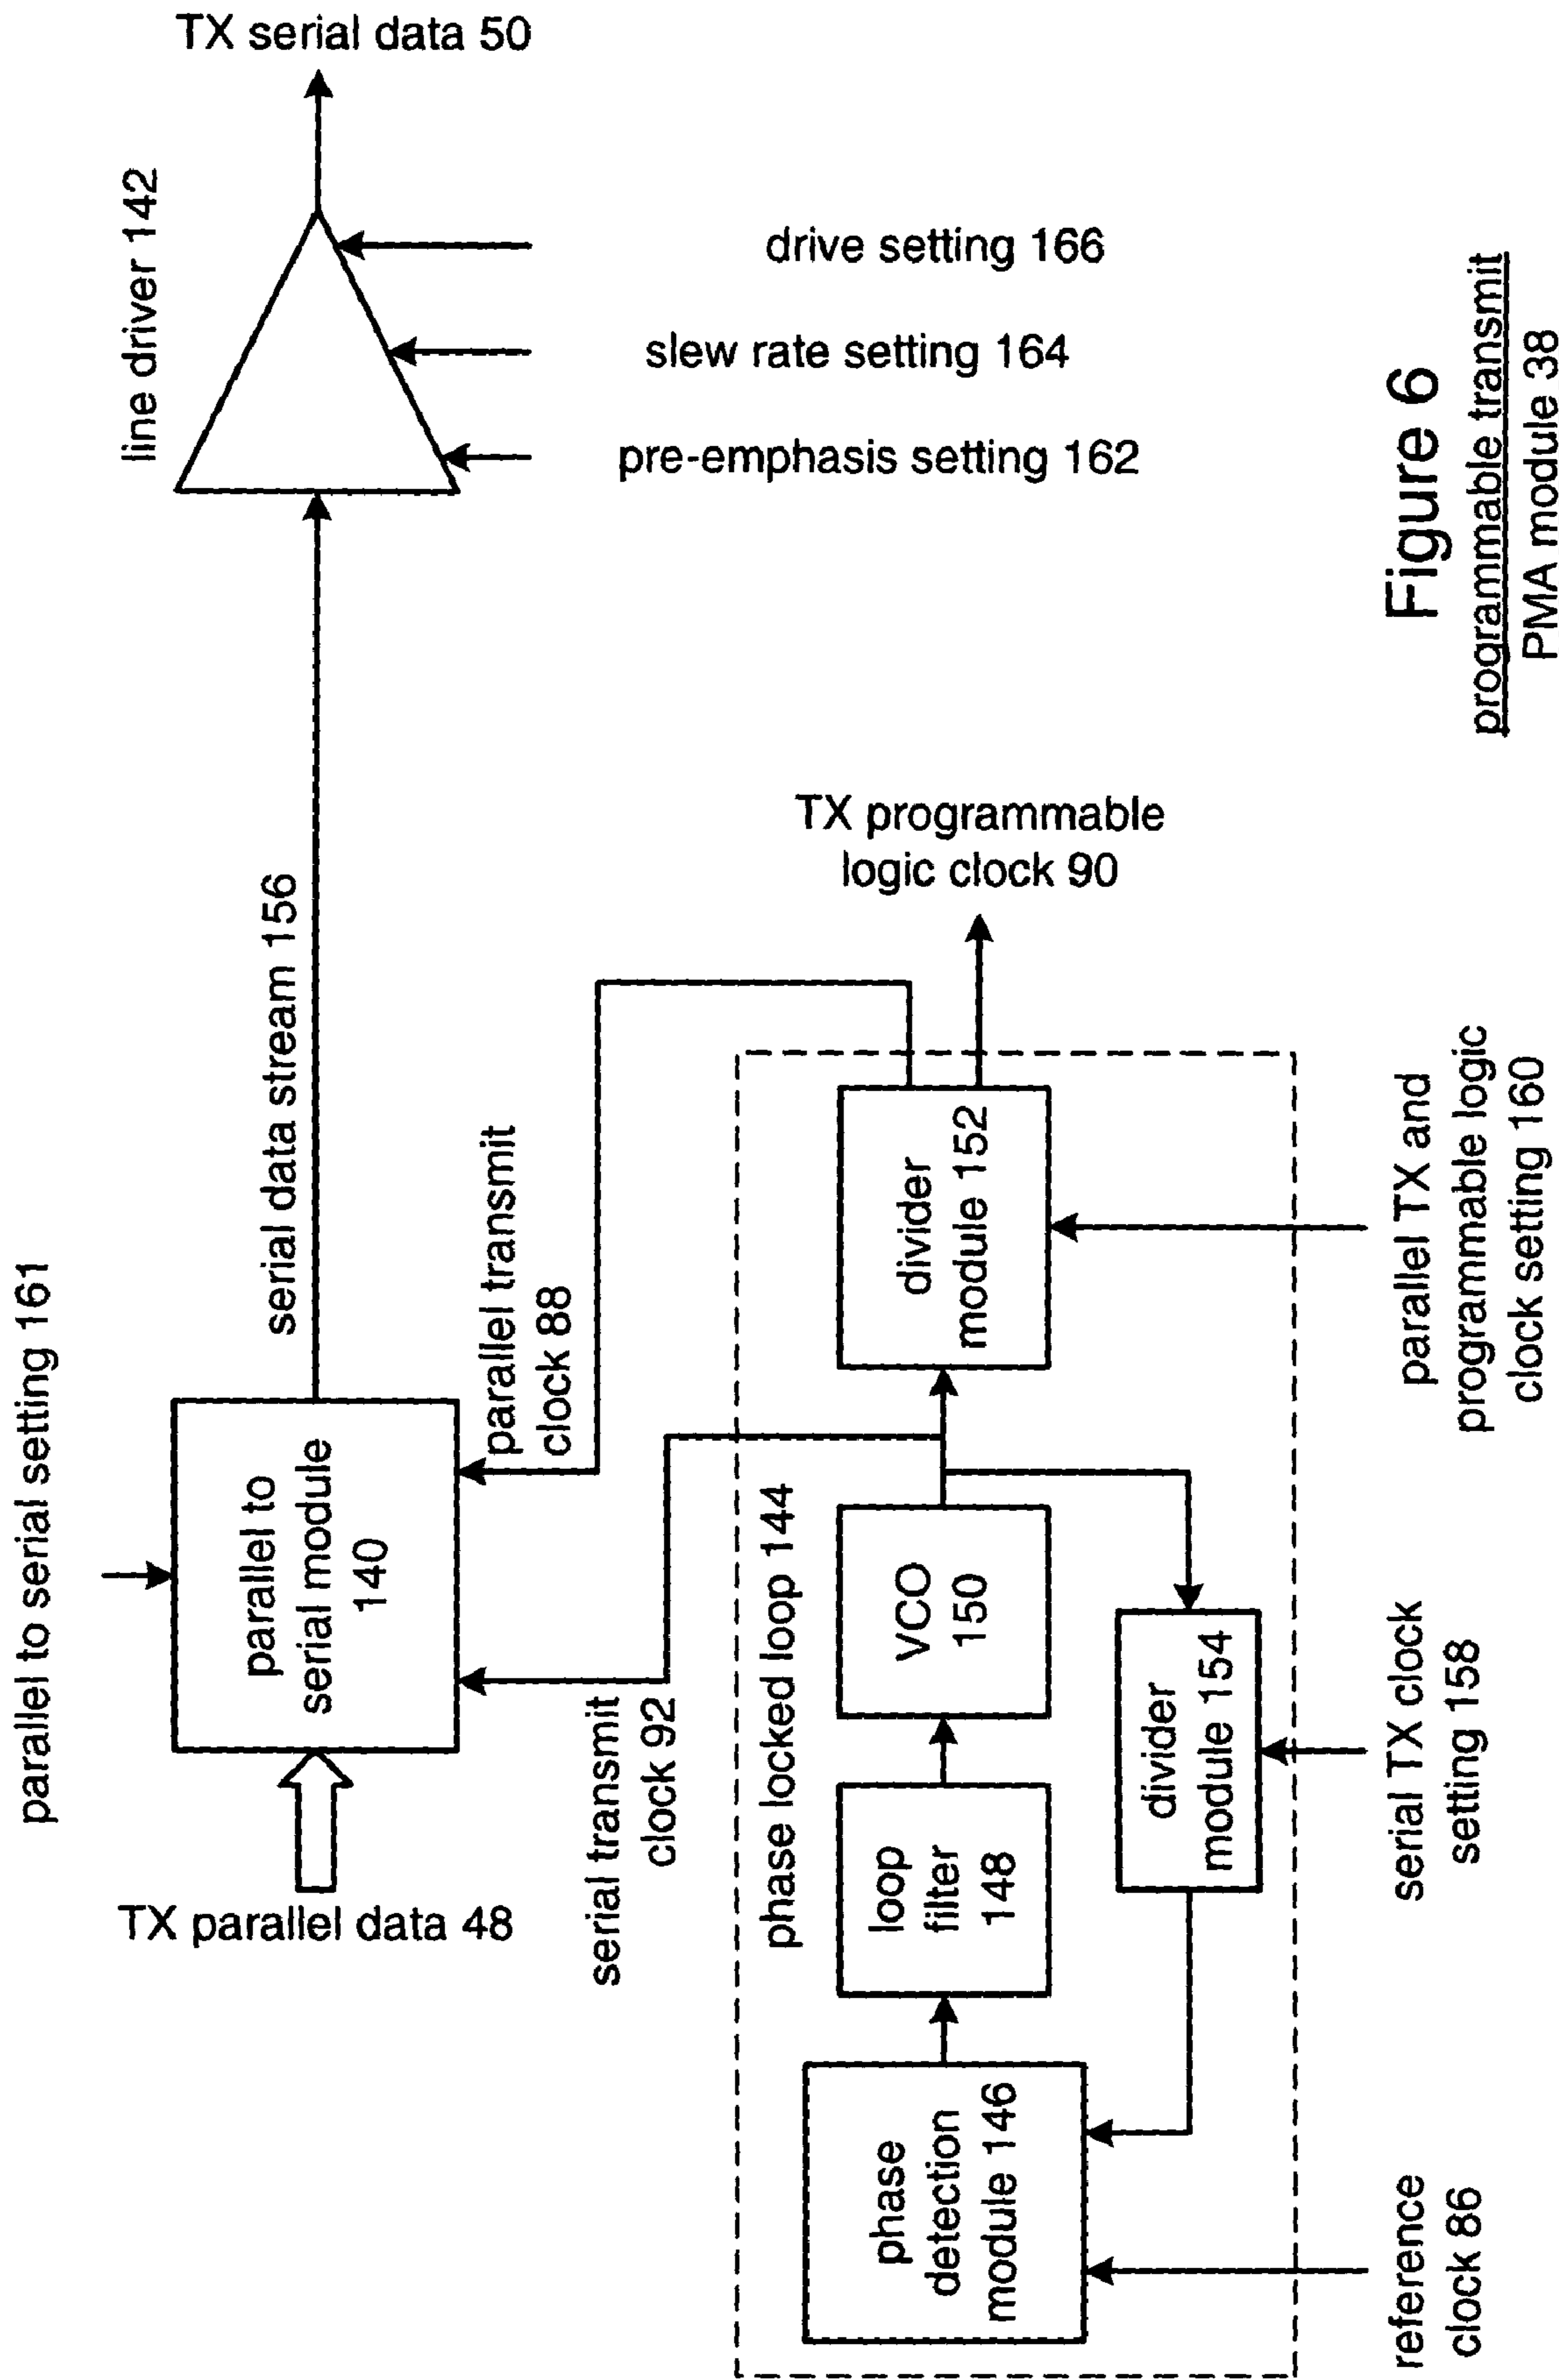 parallel to serial setting 161
TX parallel data 48
parallel to
serial module
140
serial data stream 156
line driver 142
TX serial data 50
serial transmit
clock 92
parallel transmit
clock 88
pre-emphasis setting 162
slew rate setting 164
drive setting 166
phase locked loop 144
phase
detection
module 146
loop
filter
148
VCO
150
divider
module 152
TX programmable
logic clock 90
divider
module 154
reference
clock 86
serial TX clock
setting 158
parallel TX and
programmable logic
clock setting 160
Figure 6
programmable transmit
PMA module 38